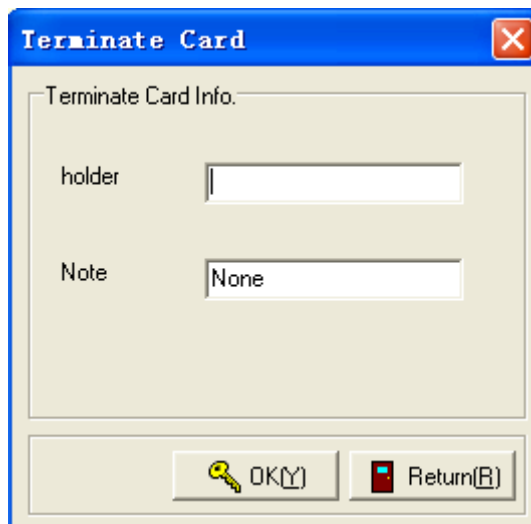 Terminate Card
Terminate Card Info.
holder
Note None
OK(Y) Return(R)